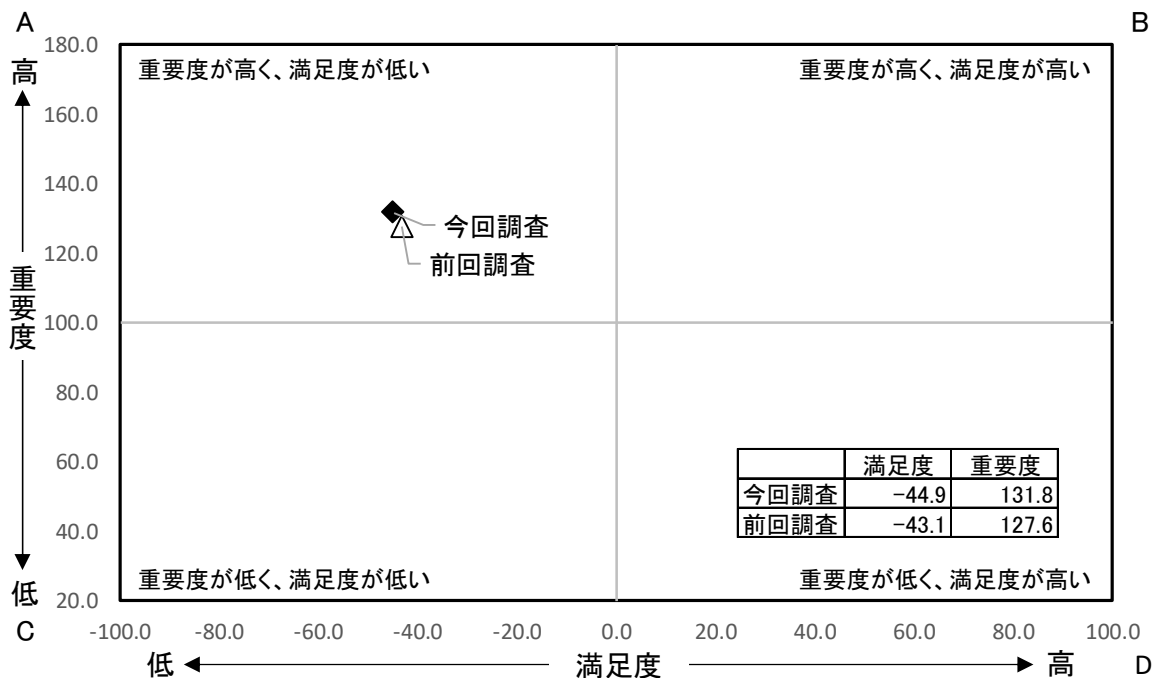 A
B
180.0
高
重要度が高く、満足度が低い
重要度が高く、満足度が高い
160.0
140.0
今回調査
120.0
前回調査
重要度
100.0
80.0
60.0
満足度 重要度
今回調査 -44.9 131.8
前回調査 -43.1 127.6
40.0
重要度が低く、満足度が低い
重要度が低く、満足度が高い
低
20.0
C
-100.0 -80.0 -60.0 -40.0 -20.0 0.0 20.0 40.0 60.0 80.0 100.0
低 満足度 高
D